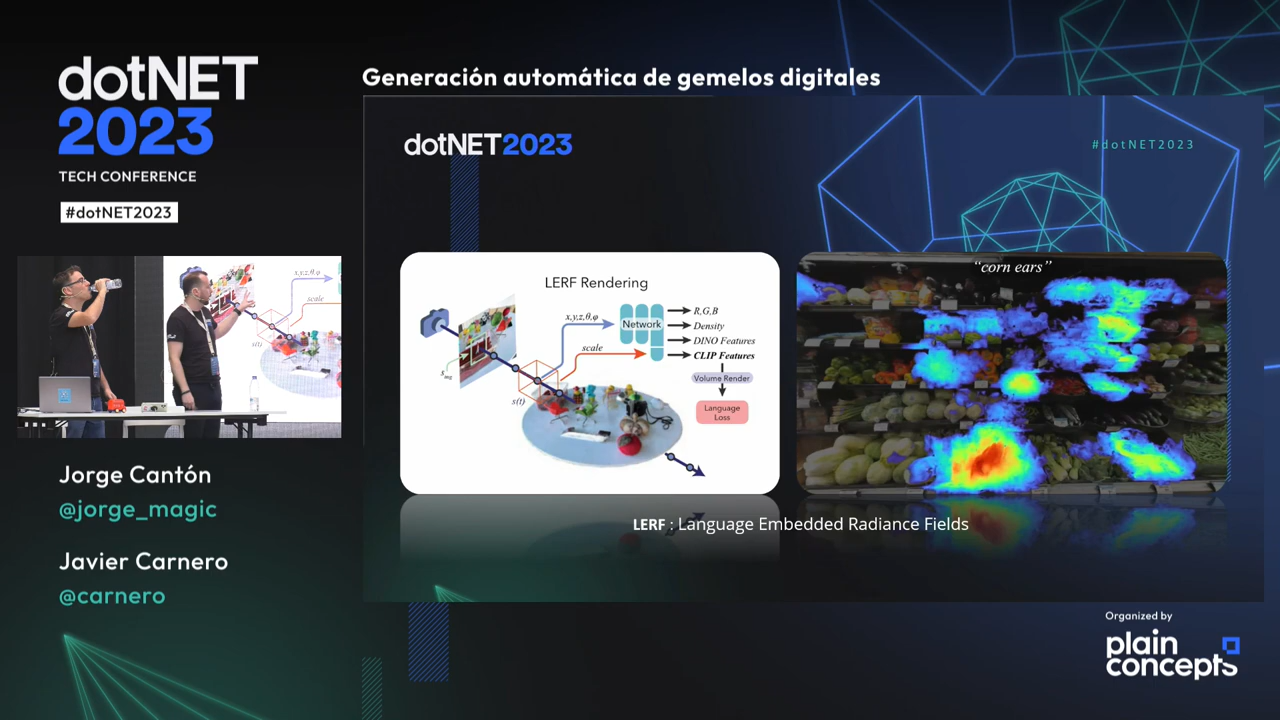 dotNET
2023
TECH CONFERENCE
#dotNET2023
Jorge Cantón
@jorge_magic
Javier Carnero
@carnero
Generación automática de gemelos digitales
dotNET2023
#dotNET2023
LERF Rendering
x,y,z,θ,φ
scale
s(t)
Network
R,G,B
Density
DINO Features
CLIP Features
Volume Render
Language
Loss
“corn ears”
LERF : Language Embedded Radiance Fields
x,y,z,θ,φ
scale
s(t)
Organized by
plain
concepts